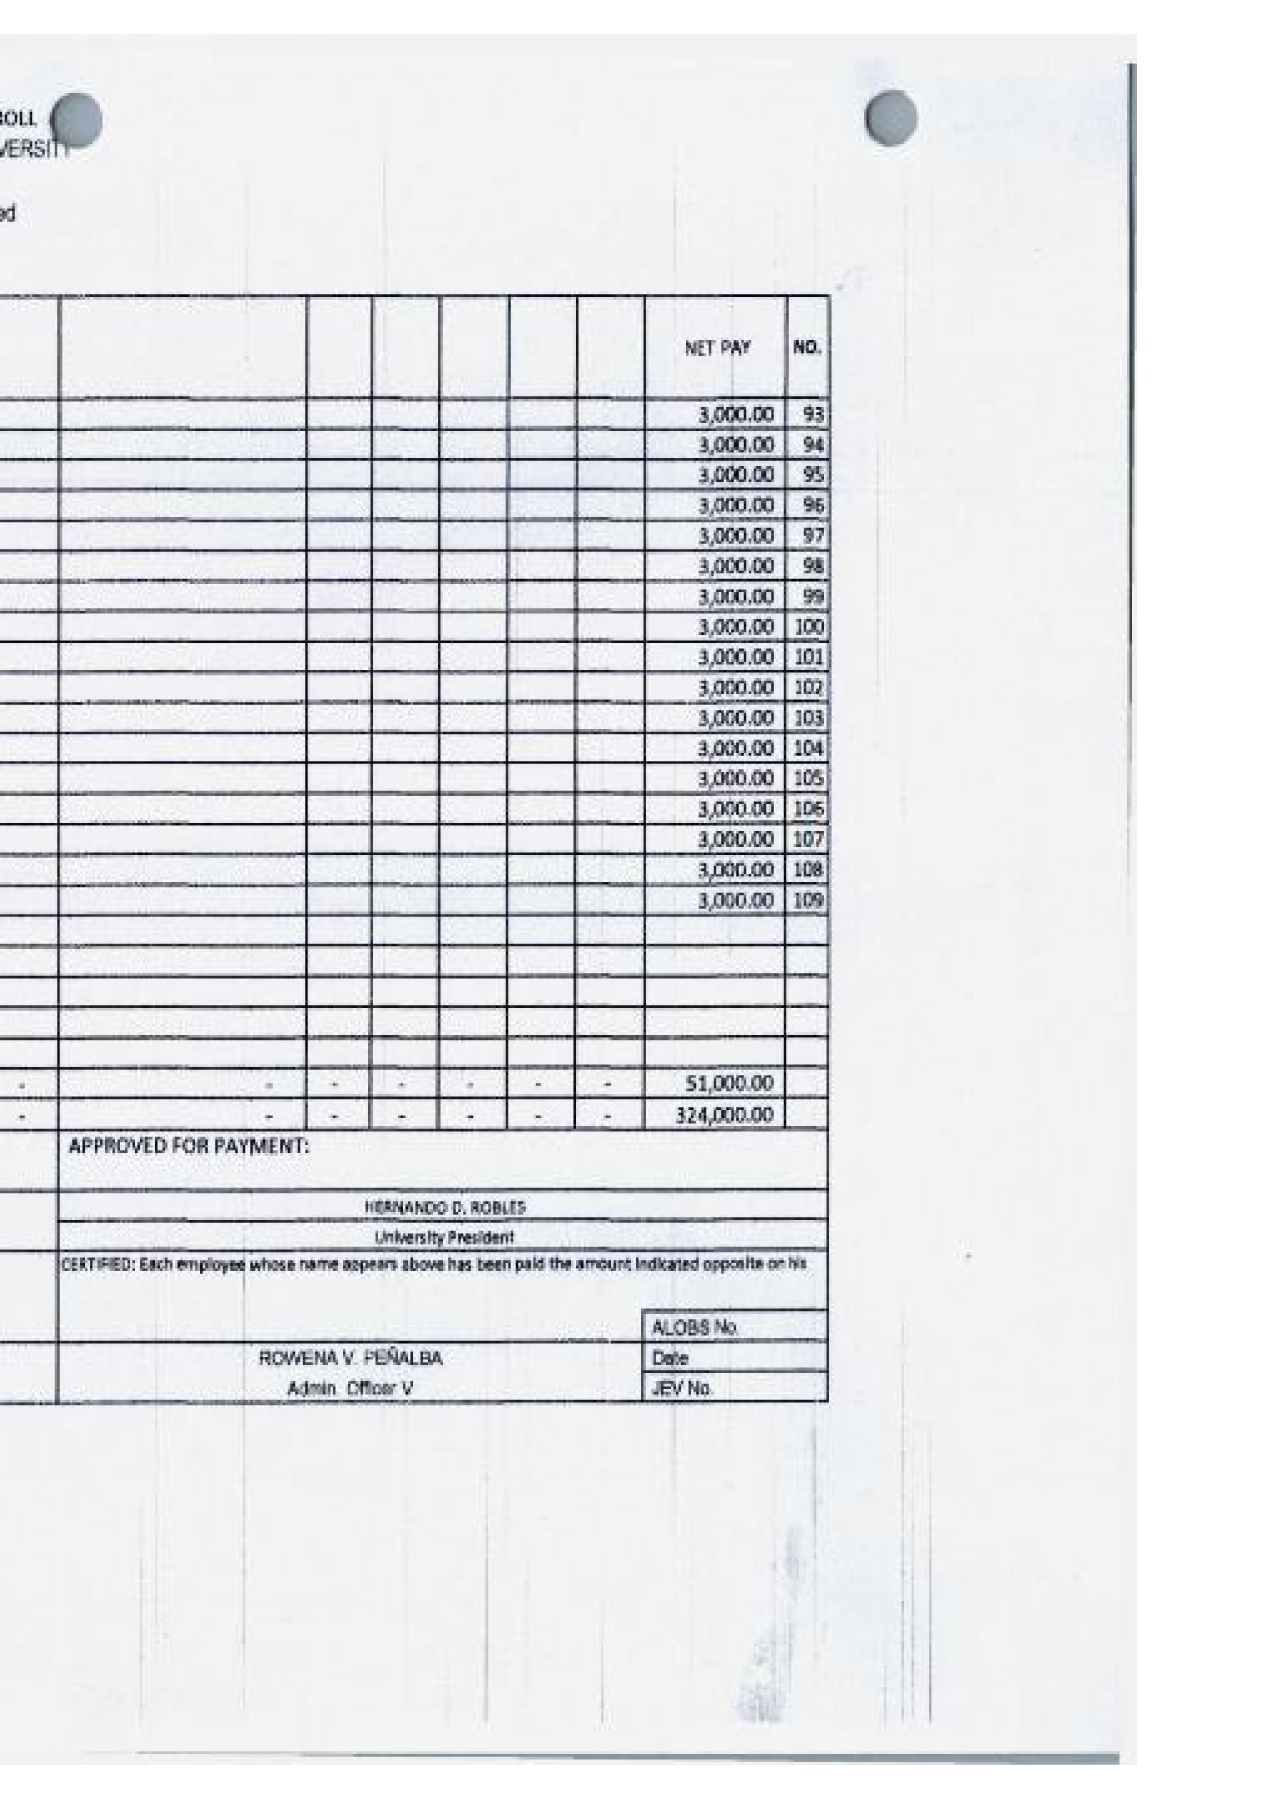 ROLL
VERSITY
ed
NET PAY NO.
3,000.00 93
3,000.00 94
3,000.00 95
3,000.00 96
3,000.00 97
3,000.00 98
3,000.00 99
3,000.00 100
3,000.00 101
3,000.00 102
3,000.00 103
3,000.00 104
3,000.00 105
3,000.00 106
3,000.00 107
3,000.00 108
3,000.00 109
- - - - - - - 51,000.00
- - - - - - - 324,000.00
APPROVED FOR PAYMENT:
HERNANDO D. ROBLES
University President
CERTIFIED: Each employee whose name appears above has been paid the amount indicated opposite on his
ALOBS No.
ROWENA V. PEÑALBA Date
Admin. Officer V JEV No.